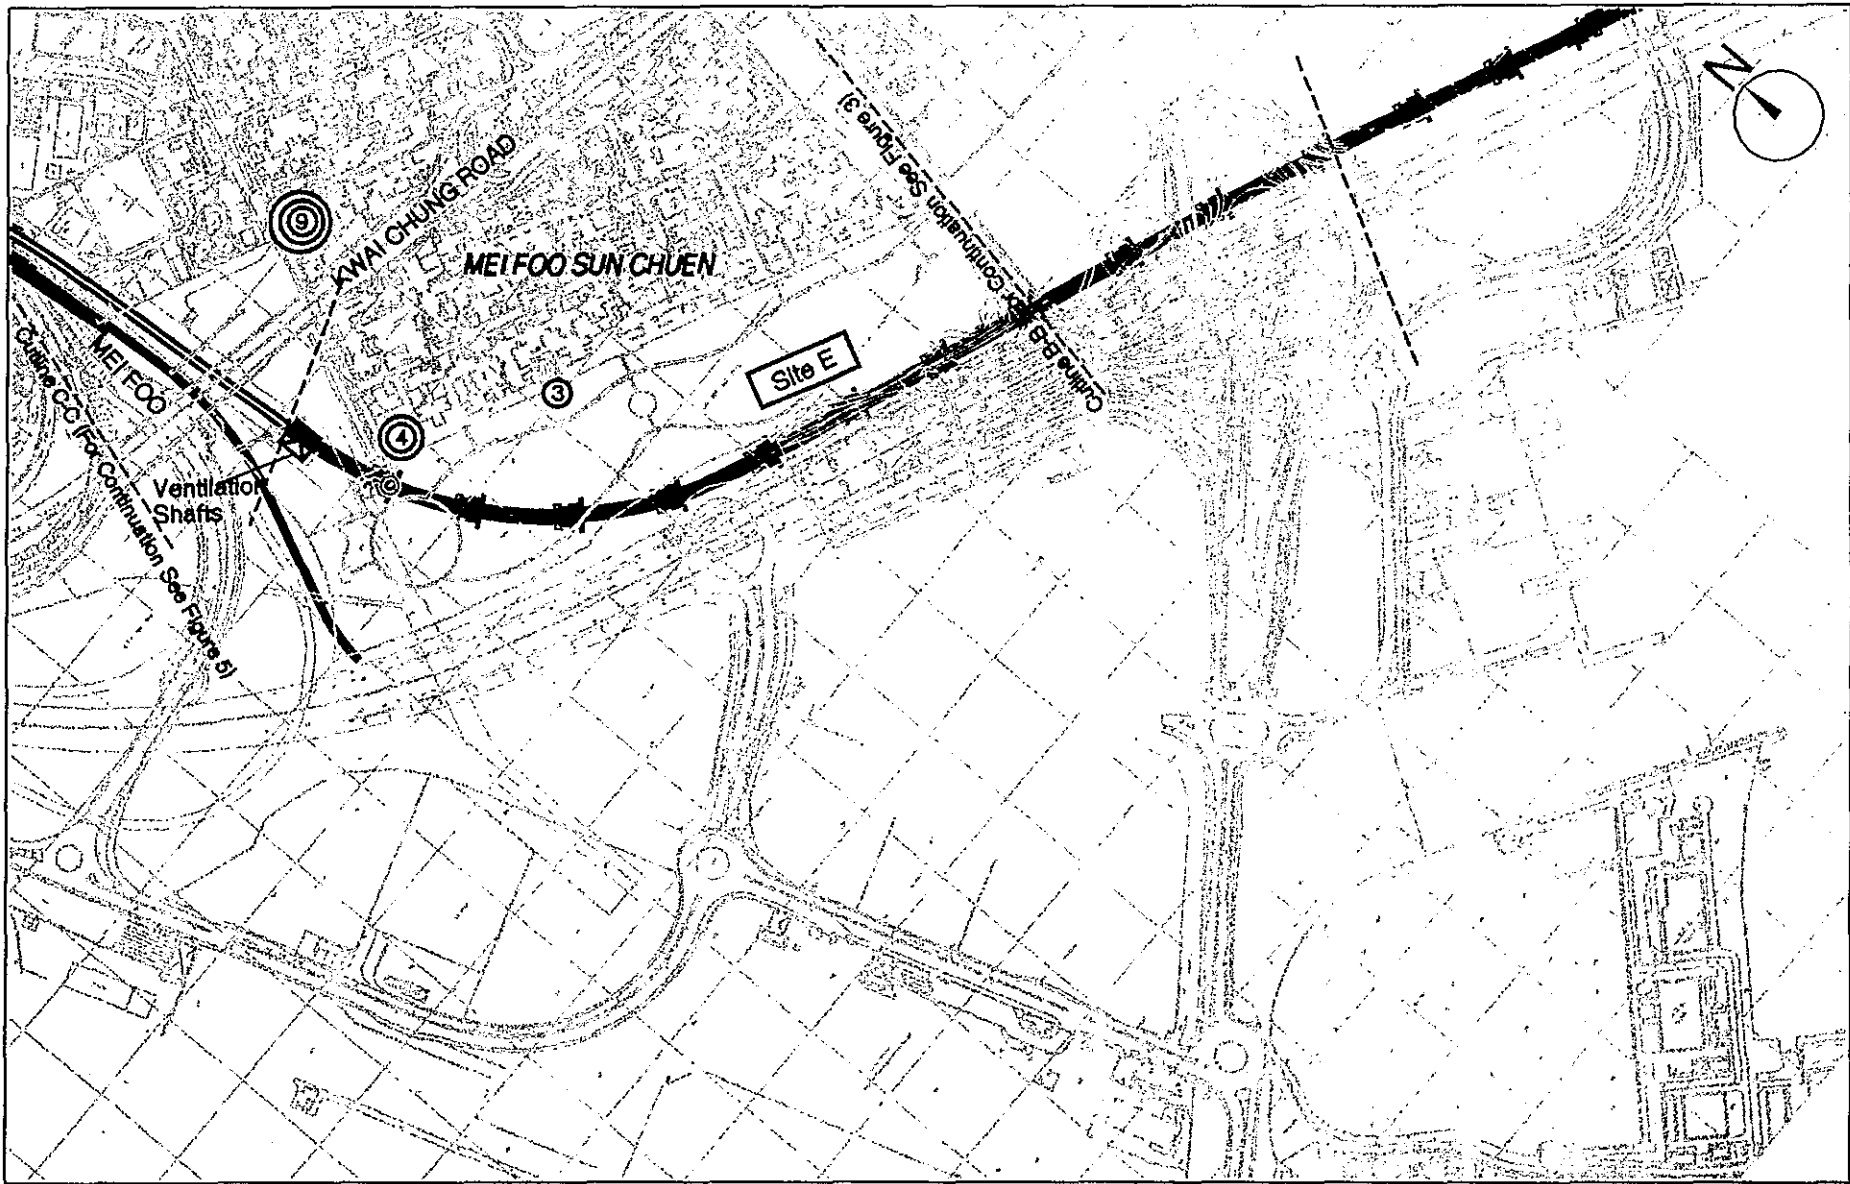 N
Cutline B-B (For Continuation See Figure 3)
9
KWAI CHUNG ROAD
MEI FOO SUN CHUEN
Site E
3
4
MEI FOO
Cutline C-C (For Continuation See Figure 5)
Ventilation
Shafts